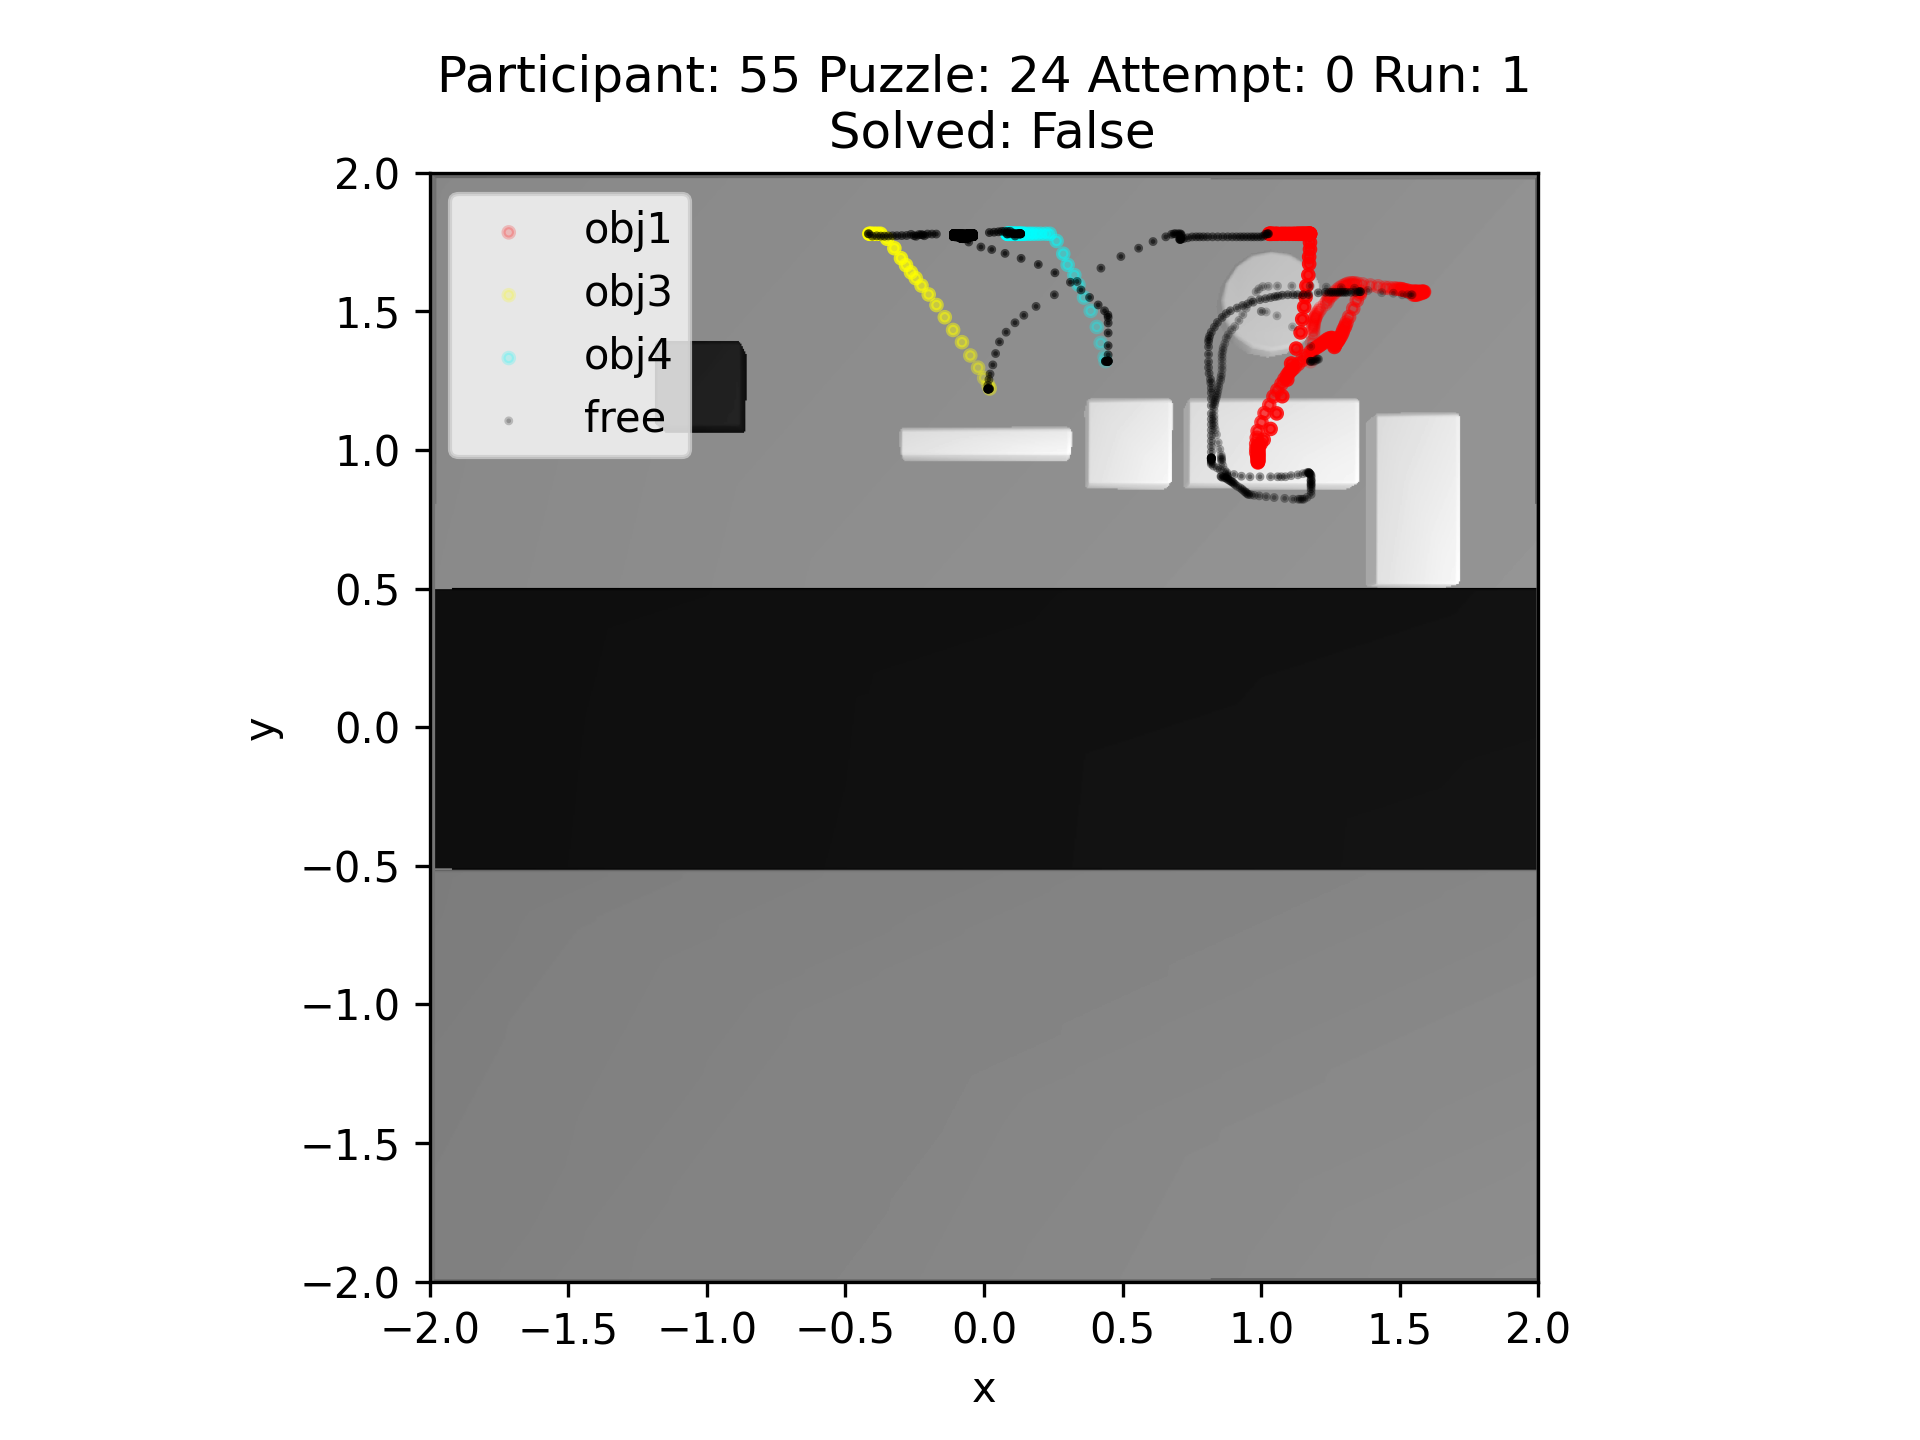 Participant: 55 Puzzle: 24 Attempt: 0 Run: 1
Solved: False
2.0
1.5
1.0
0.5
0.0
−0.5
−1.0
−1.5
−2.0
y
obj1
obj3
obj4
free
−2.0 −1.5 −1.0 −0.5 0.0 0.5 1.0 1.5 2.0
x